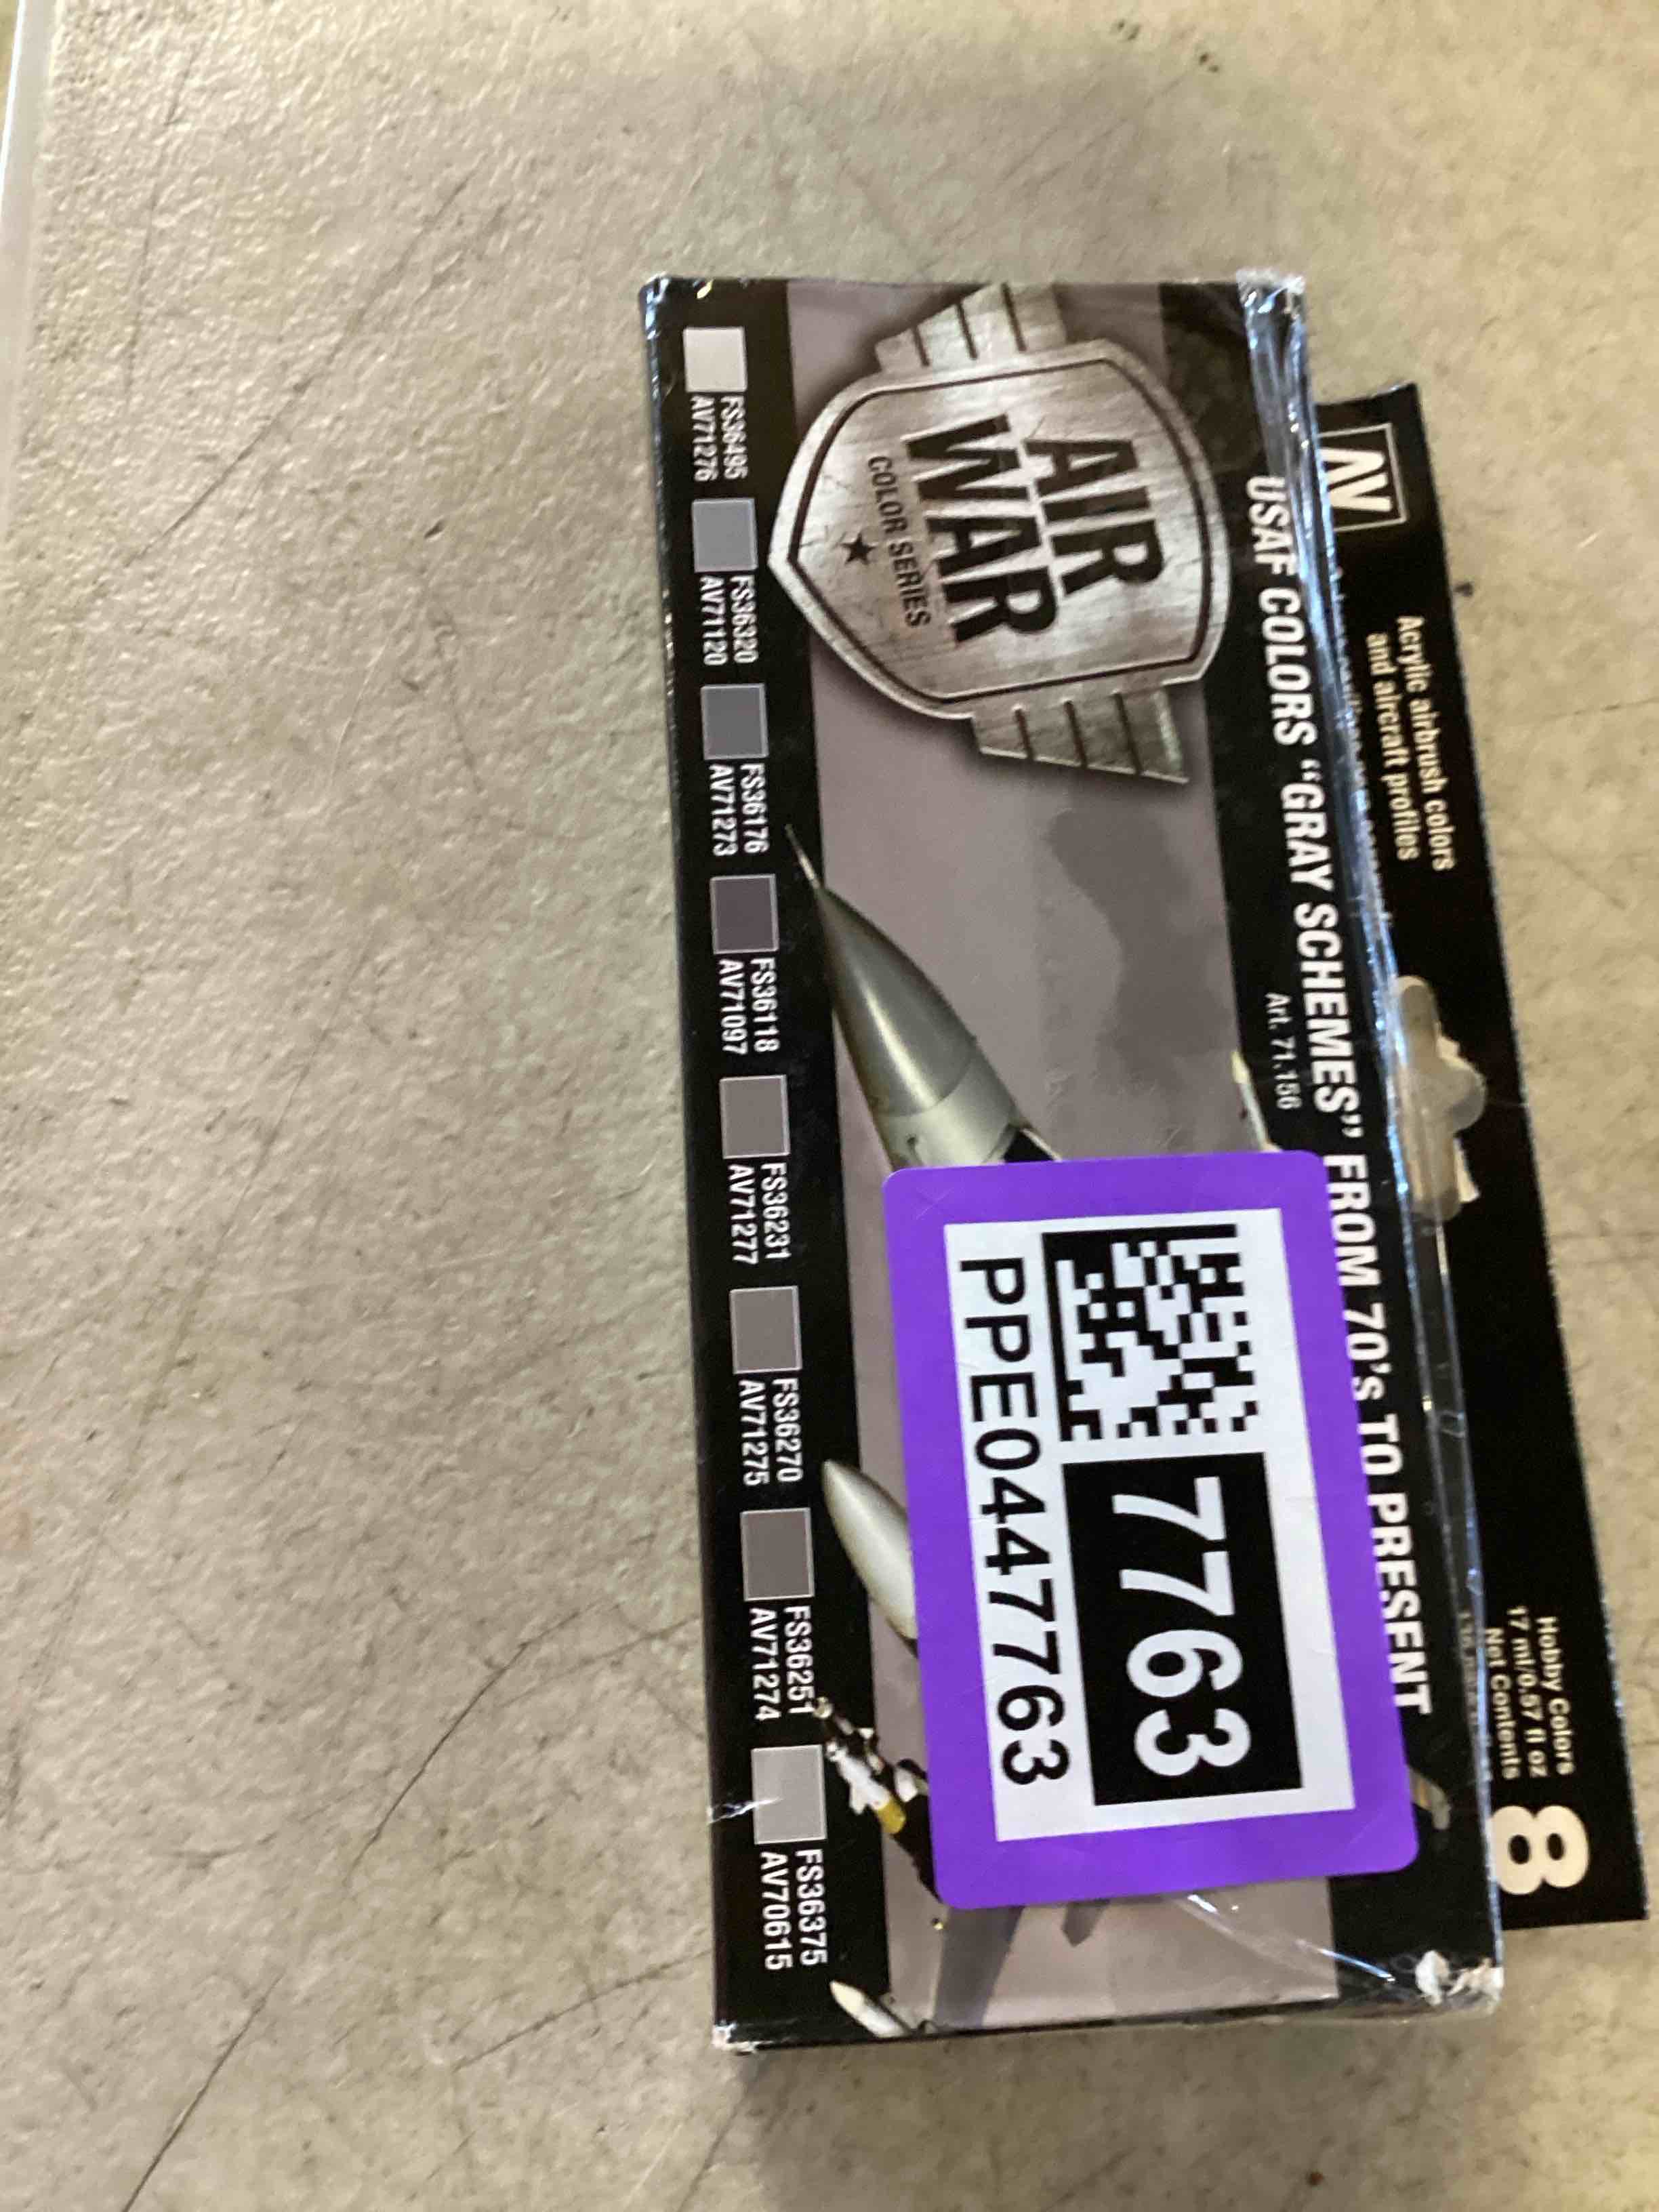 AV
Acrylic airbrush colors
and aircraft profiles
Hobby Colors
17 ml/0.57 fl oz
Net Contents
8
USAF COLORS “GRAY SCHEMES” FROM 70's TO PRESENT
Art. 71.156
AIR
WAR
COLOR SERIES
7763
PPE0447763
FS36495
AV71276
FS36320
AV71120
FS36176
AV71273
FS36118
AV71097
FS36231
AV71277
FS36270
AV71275
FS36251
AV71274
FS36375
AV70615